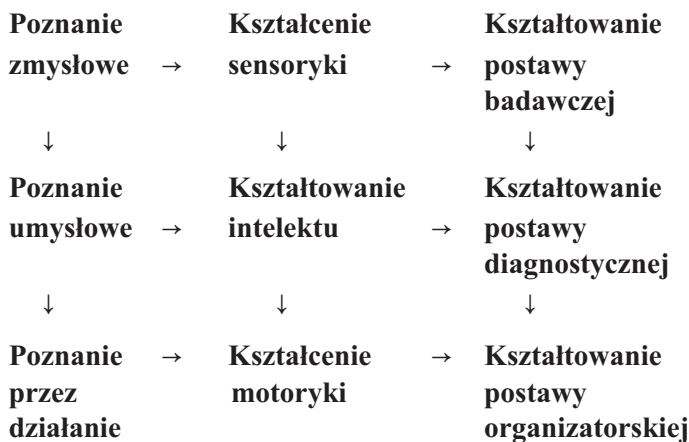 Poznanie Kształcenie Kształtowanie
zmysłowe → sensoryki → postawy
badawczej
↓ ↓ ↓
Poznanie Kształtowanie Kształtowanie
umysłowe → intelektu → postawy
diagnostycznej
↓ ↓ ↓
Poznanie → Kształcenie → Kształtowanie
przez motoryki postawy
działanie organizatorskiej